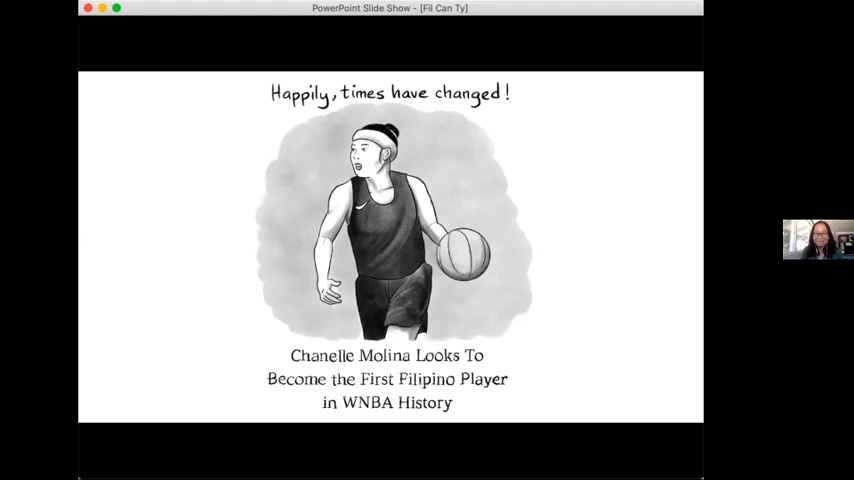 PowerPoint Slide Show - [Fil Can Ty]
Happily, times have changed!
Chanelle Molina Looks To
Become the First Filipino Player
in WNBA History